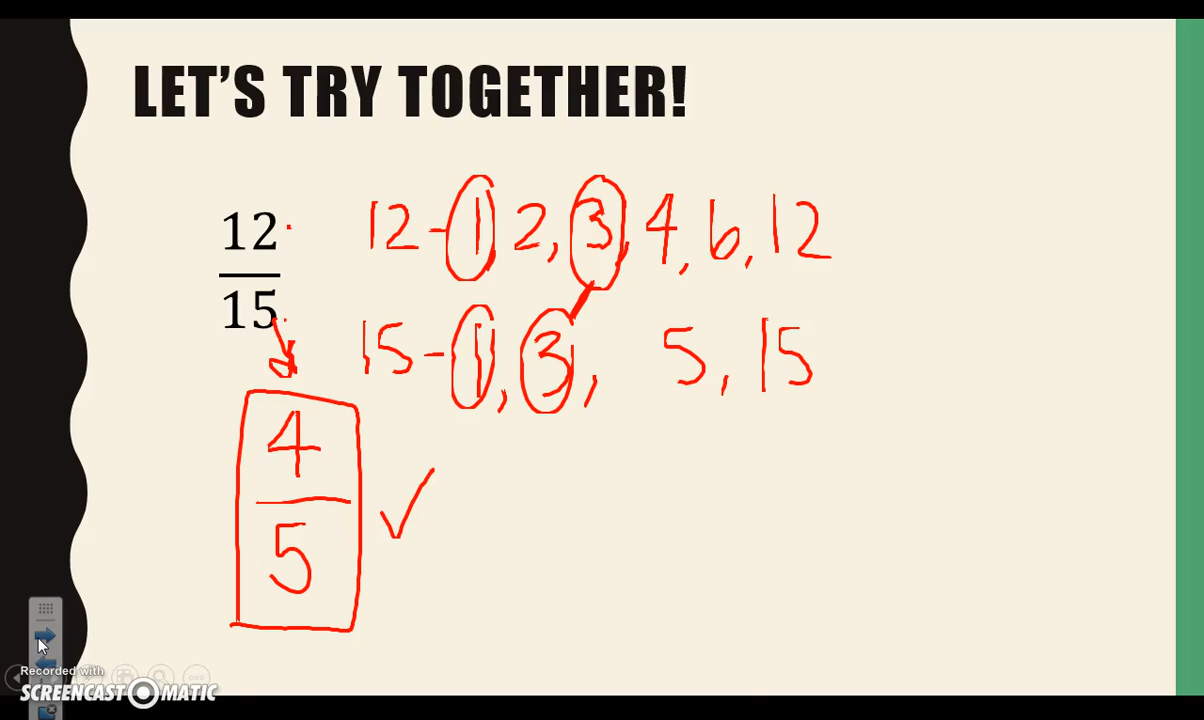 LET'S TRY TOGETHER!
12
15
12-1, 2, 3, 4, 6, 12
15-1, 3, 5, 15
4
5
Recorded with
SCREENCAST MATIC